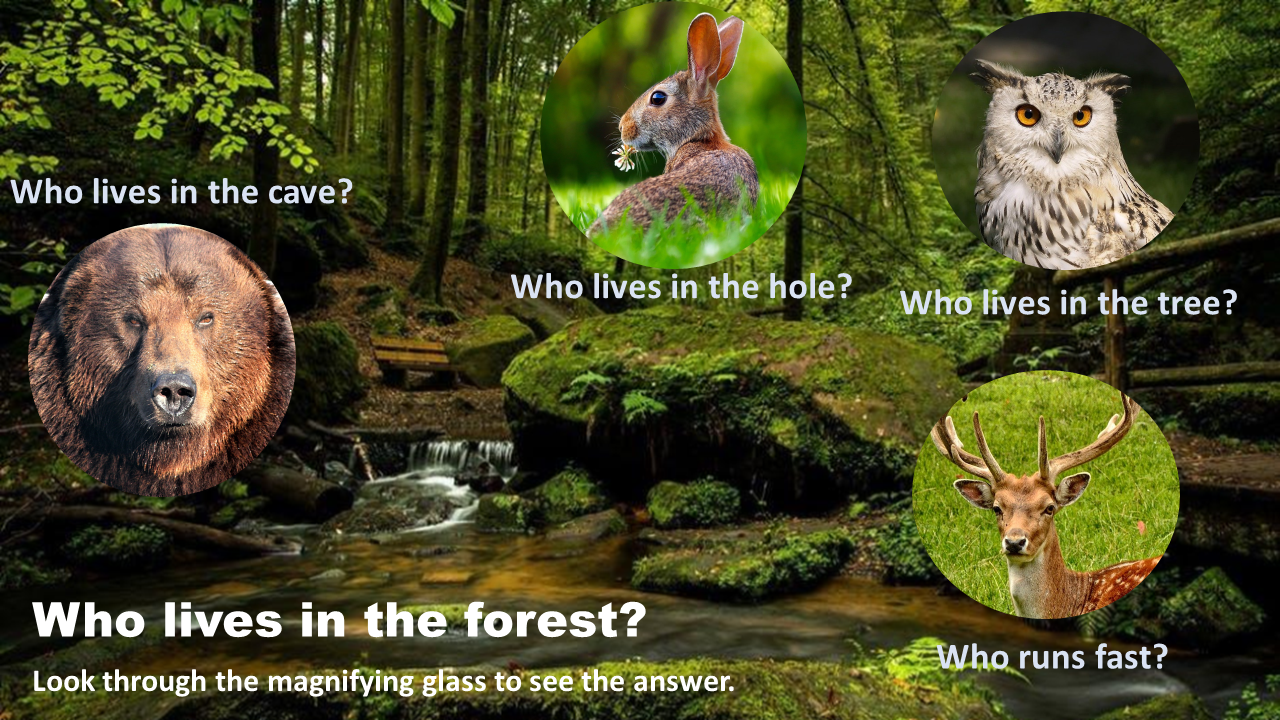 Who lives in the cave?
Who lives in the hole?
Who lives in the tree?
Who lives in the forest?
Look through the magnifying glass to see the answer.
Who runs fast?